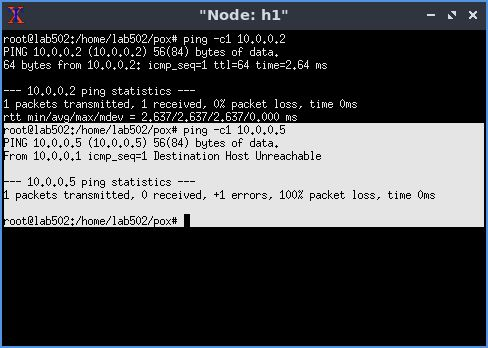 "Node: h1"
root@lab502:/home/lab502/pox# ping -c1 10.0.0.2
PING 10.0.0.2 (10.0.0.2) 56(84) bytes of data.
64 bytes from 10.0.0.2: icmp_seq=1 ttl=64 time=2.64 ms

--- 10.0.0.2 ping statistics ---
1 packets transmitted, 1 received, 0% packet loss, time 0ms
rtt min/avg/max/mdev = 2.637/2.637/2.637/0.000 ms
root@lab502:/home/lab502/pox# ping -c1 10.0.0.5
PING 10.0.0.5 (10.0.0.5) 56(84) bytes of data.
From 10.0.0.1 icmp_seq=1 Destination Host Unreachable

--- 10.0.0.5 ping statistics ---
1 packets transmitted, 0 received, +1 errors, 100% packet loss, time 0ms

root@lab502:/home/lab502/pox#